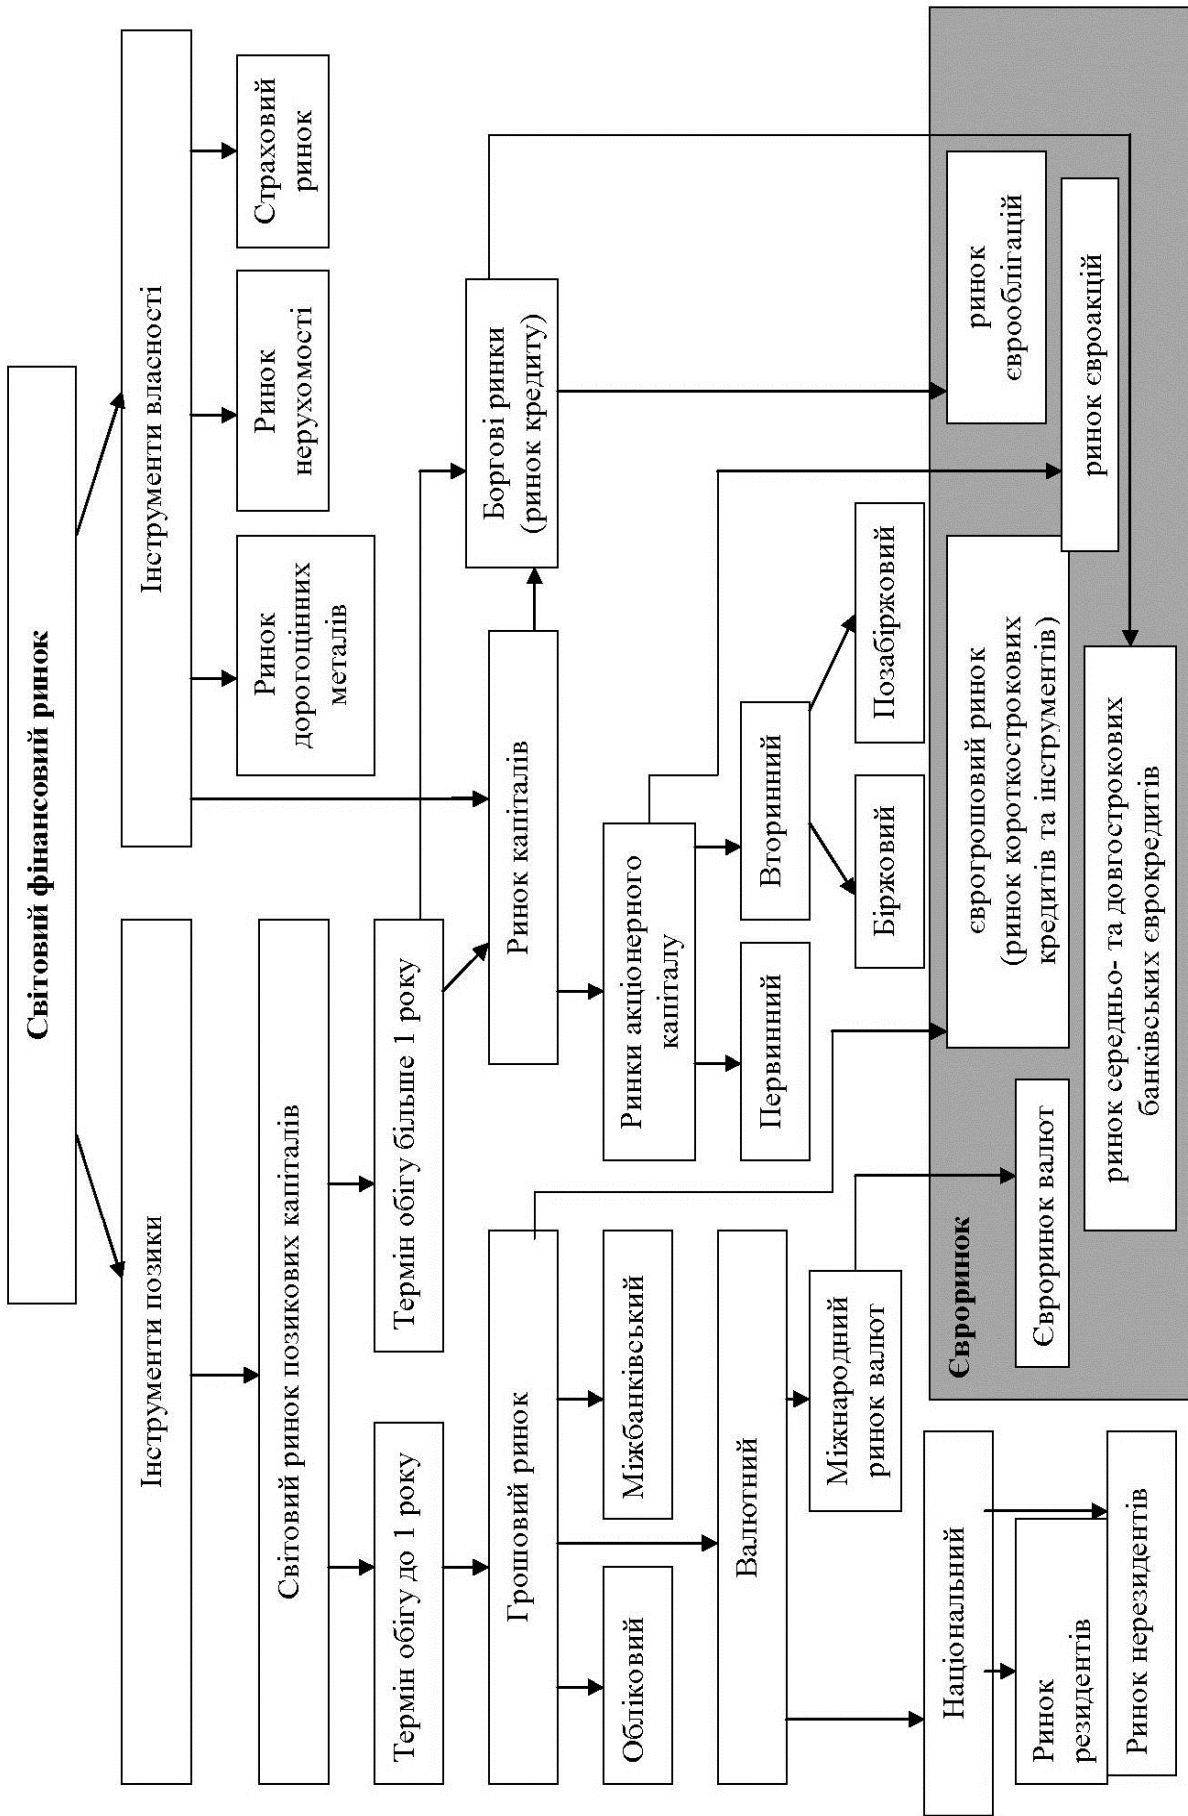 Світовий фінансовий ринок
Інструменти позики
Інструменти власності
Світовий ринок позикових капіталів
Ринок
дорогоцінних
металів
Ринок
нерухомості
Страховий
ринок
Термін обігу до 1 року
Термін обігу більше 1 року
Грошовий ринок
Ринок капіталів
Боргові ринки
(ринок кредиту)
Обліковий
Міжбанківський
Ринки акціонерного
капіталу
Валютний
Первинний
Вторинний
Міжнародний
ринок валют
Біржовий
Позабіржовий
Національний
Євроринок
єврогрошовий ринок
(ринок короткострокових
кредитів та інструментів)
ринок
єврооблігацій
Ринок
резидентів
Євроринок валют
ринок євроакцій
Ринок нерезидентів
ринок середньо- та довгострокових
банківських єврокредитів